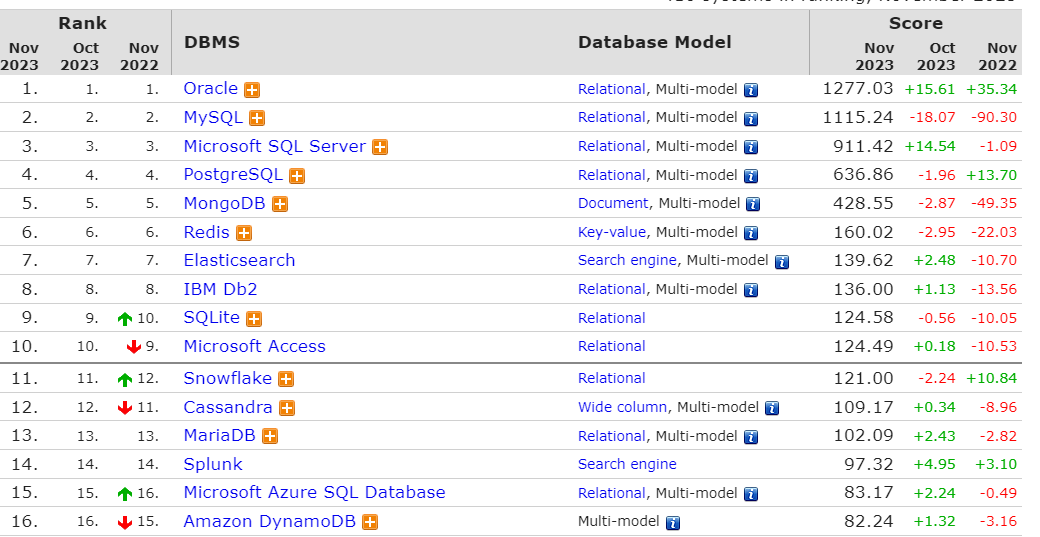 Rank Score
Nov Oct Nov DBMS Database Model Nov Oct Nov
2023 2023 2022 2023 2023 2022
1. 1. 1. Oracle Relational, Multi-model 1277.03 +15.61 +35.34
2. 2. 2. MySQL Relational, Multi-model 1115.24 -18.07 -90.30
3. 3. 3. Microsoft SQL Server Relational, Multi-model 911.42 +14.54 -1.09
4. 4. 4. PostgreSQL Relational, Multi-model 636.86 -1.96 +13.70
5. 5. 5. MongoDB Document, Multi-model 428.55 -2.87 -49.35
6. 6. 6. Redis Key-value, Multi-model 160.02 -2.95 -22.03
7. 7. 7. Elasticsearch Search engine, Multi-model 139.62 +2.48 -10.70
8. 8. 8. IBM Db2 Relational, Multi-model 136.00 +1.13 -13.56
9. 9. 10. SQLite Relational 124.58 -0.56 -10.05
10. 10. 9. Microsoft Access Relational 124.49 +0.18 -10.53
11. 11. 12. Snowflake Relational 121.00 -2.24 +10.84
12. 12. 11. Cassandra Wide column, Multi-model 109.17 +0.34 -8.96
13. 13. 13. MariaDB Relational, Multi-model 102.09 +2.43 -2.82
14. 14. 14. Splunk Search engine 97.32 +4.95 +3.10
15. 15. 16. Microsoft Azure SQL Database Relational, Multi-model 83.17 +2.24 -0.49
16. 16. 15. Amazon DynamoDB Multi-model 82.24 +1.32 -3.16